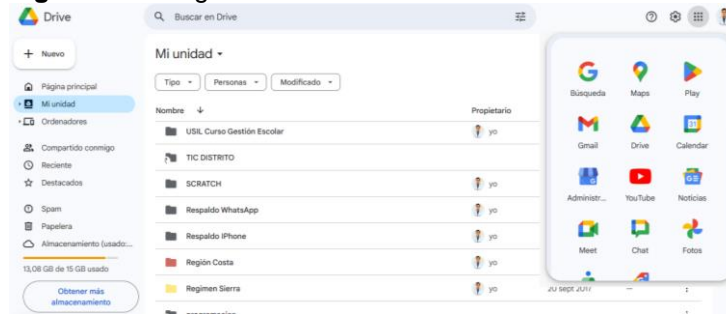 Drive
Buscar en Drive
Nuevo
Página principal
Mi unidad
Ordenadores
Compartido conmigo
Reciente
Destacados
Spam
Papelera
Almacenamiento (usado:...
13,08 GB de 15 GB usado
Obtener más
almacenamiento
Mi unidad
Tipo Personas Modificado
Nombre Propietario
USIL Curso Gestión Escolar yo
TIC DISTRITO
SCRATCH yo
Respaldo WhatsApp yo
Respaldo IPhone yo
Región Costa yo
Regimen Sierra yo 20 sept 2017 —
Búsqueda Maps Play
Gmail Drive Calendar
Administr... YouTube Noticias
Meet Chat Fotos